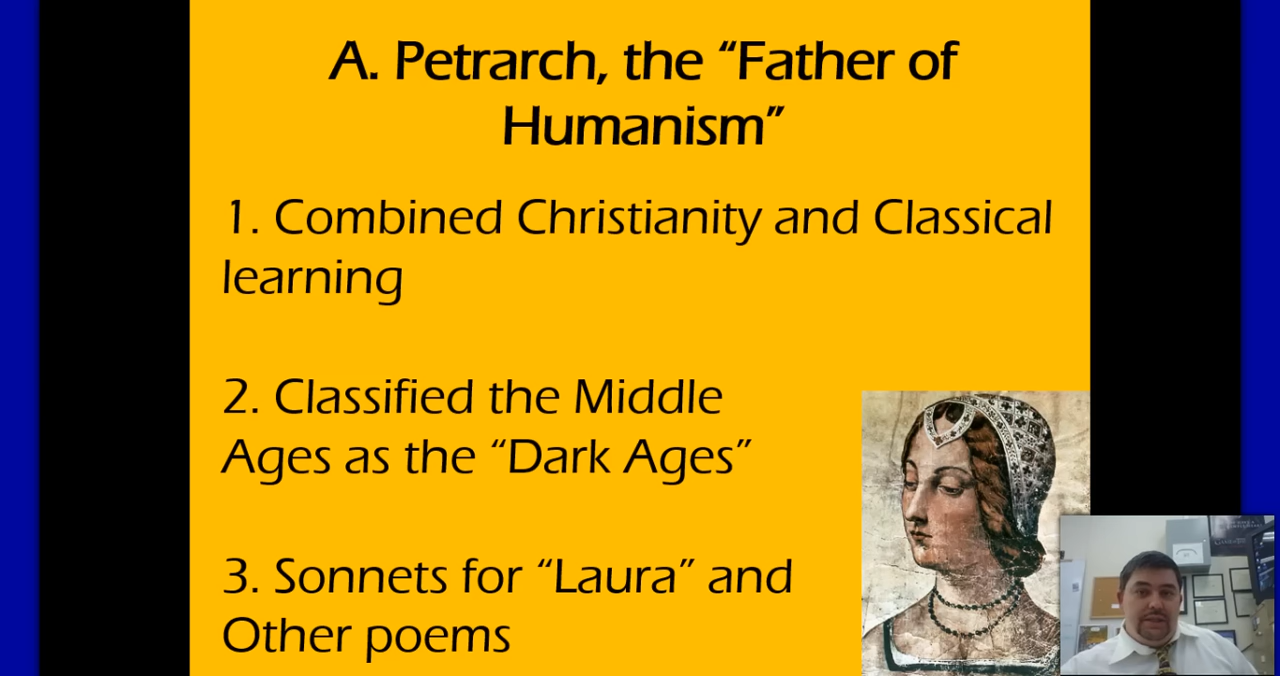 A. Petrarch, the “Father of
Humanism”
1. Combined Christianity and Classical
learning
2. Classified the Middle
Ages as the “Dark Ages”
3. Sonnets for “Laura” and
Other poems